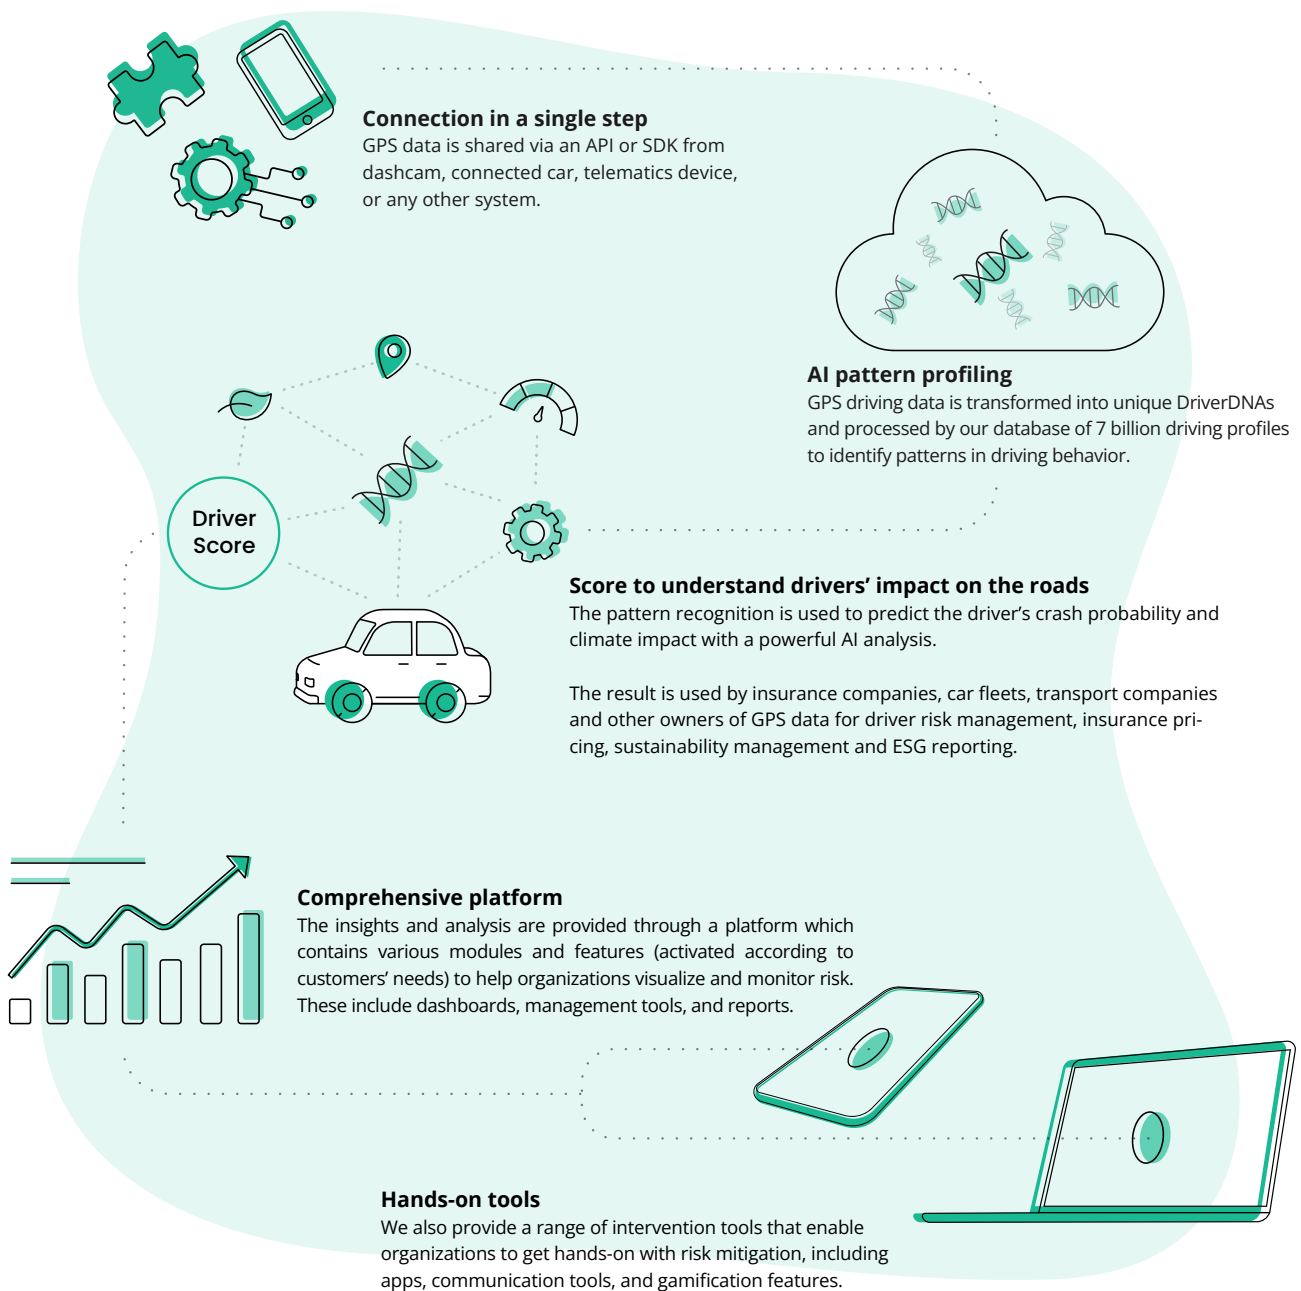 Connection in a single step
GPS data is shared via an API or SDK from
dashcam, connected car, telematics device,
or any other system.
AI pattern profiling
GPS driving data is transformed into unique DriverDNAs
and processed by our database of 7 billion driving profiles
to identify patterns in driving behavior.
Driver
Score
Score to understand drivers’ impact on the roads
The pattern recognition is used to predict the driver’s crash probability and
climate impact with a powerful AI analysis.
The result is used by insurance companies, car fleets, transport companies
and other owners of GPS data for driver risk management, insurance pri-
cing, sustainability management and ESG reporting.
Comprehensive platform
The insights and analysis are provided through a platform which
contains various modules and features (activated according to
customers’ needs) to help organizations visualize and monitor risk.
These include dashboards, management tools, and reports.
Hands-on tools
We also provide a range of intervention tools that enable
organizations to get hands-on with risk mitigation, including
apps, communication tools, and gamification features.